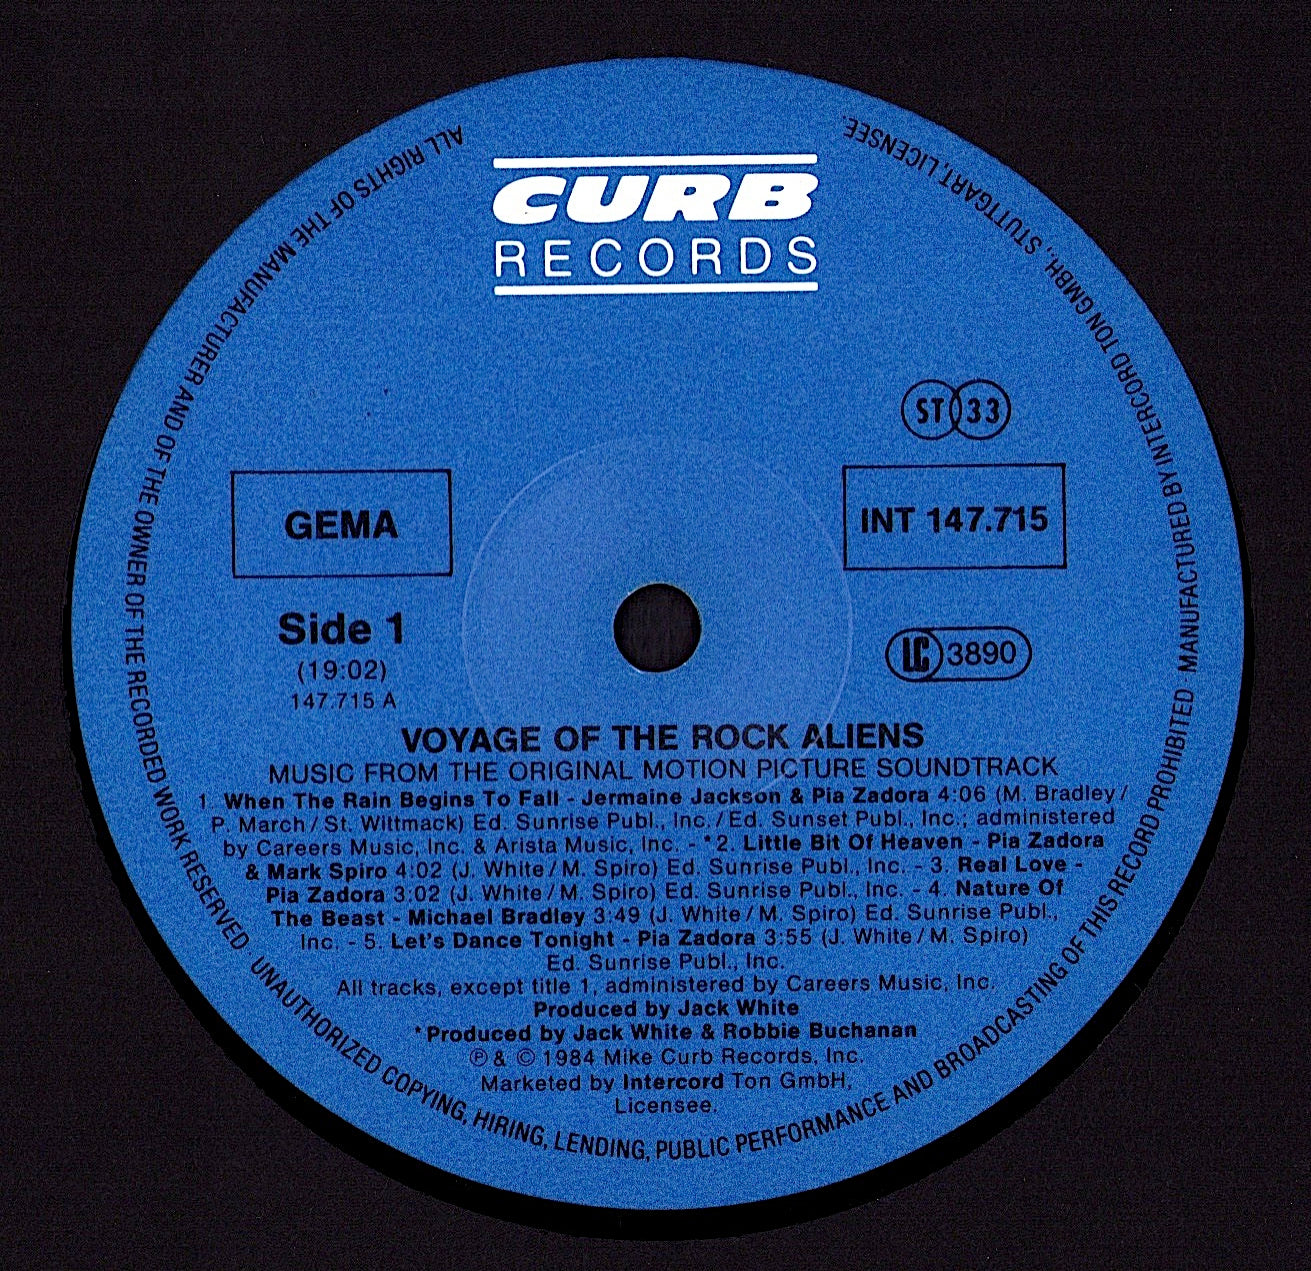 CURB
RECORDS
ST 33
GEMA
INT 147.715
Side 1
(19:02)
147.715 A
LC 3890
VOYAGE OF THE ROCK ALIENS
MUSIC FROM THE ORIGINAL MOTION PICTURE SOUNDTRACK
1. When The Rain Begins To Fall - Jermaine Jackson & Pia Zadora 4:06 (M. Bradley /
P. March / St. Wittmack) Ed. Sunrise Publ., Inc. / Ed. Sunset Publ., Inc.; administered
by Careers Music, Inc. & Arista Music, Inc. - *2. Little Bit Of Heaven - Pia Zadora
& Mark Spiro 4:02 (J. White / M. Spiro) Ed. Sunrise Publ., Inc. - 3. Real Love -
Pia Zadora 3:02 (J. White / M. Spiro) Ed. Sunrise Publ., Inc. - 4. Nature Of
The Beast - Michael Bradley 3:49 (J. White / M. Spiro) Ed. Sunrise Publ.,
Inc. - 5. Let's Dance Tonight - Pia Zadora 3:55 (J. White / M. Spiro)
Ed. Sunrise Publ., Inc.
All tracks, except title 1, administered by Careers Music, Inc.
Produced by Jack White
*Produced by Jack White & Robbie Buchanan
℗ & © 1984 Mike Curb Records, Inc.
Marketed by Intercord Ton GmbH,
Licensee.
ALL RIGHTS OF THE MANUFACTURER AND OF THE OWNER OF THE RECORDED WORK RESERVED · UNAUTHORIZED COPYING, HIRING, LENDING, PUBLIC PERFORMANCE AND BROADCASTING OF THIS RECORD PROHIBITED · MANUFACTURED BY INTERCORD TON GMBH., STUTTGART, LICENSEE.